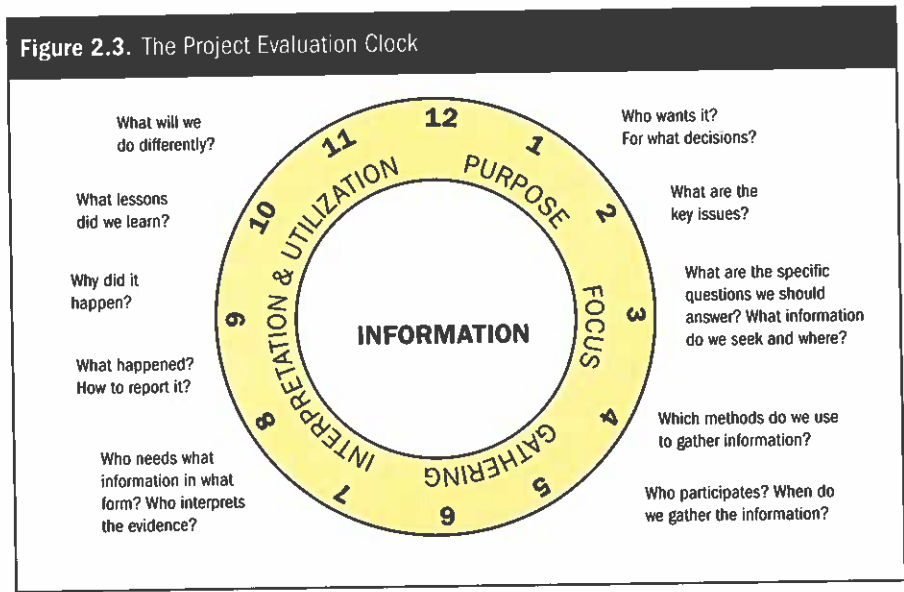 Figure 2.3. The Project Evaluation Clock
What will we
do differently?
What lessons
did we learn?
Why did it
happen?
What happened?
How to report it?
Who needs what
information in what
form? Who interprets
the evidence?
12
1
2
3
4
5
6
7
8
9
10
11
PURPOSE
FOCUS
GATHERING
INTERPRETATION & UTILIZATION
INFORMATION
Who wants it?
For what decisions?
What are the
key issues?
What are the specific
questions we should
answer? What information
do we seek and where?
Which methods do we use
to gather information?
Who participates? When do
we gather the information?